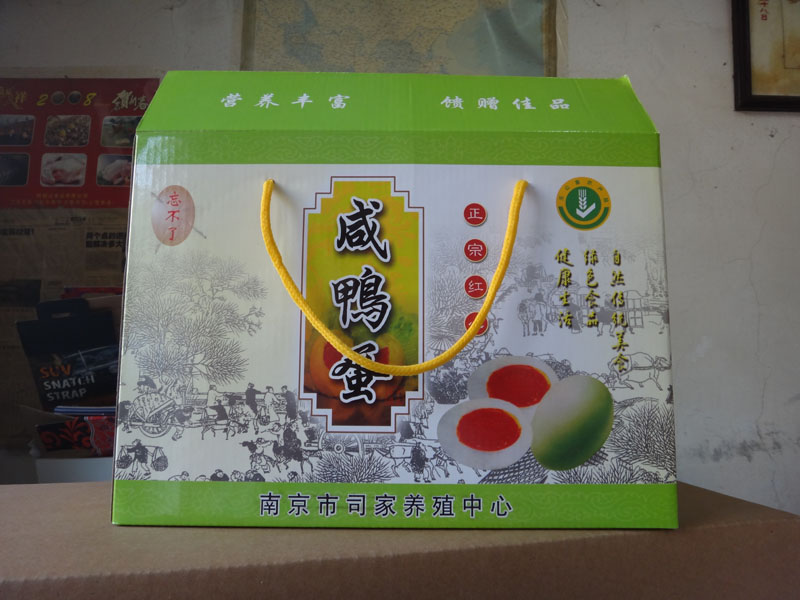 营养丰富 馈赠佳品
忘不了
咸鸭蛋
正宗红
自然传统美食
绿色食品
健康生活
南京市司家养殖中心
2008
SUV
SNATCH
STRAP